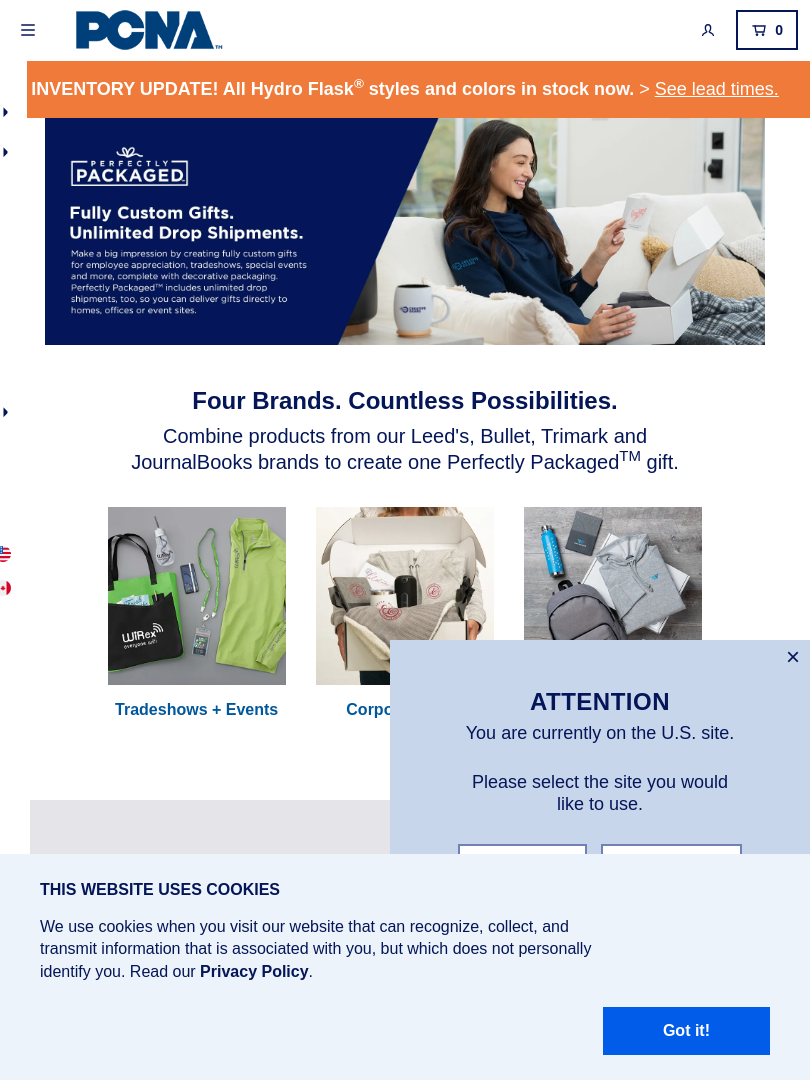 PCNA™
0
INVENTORY UPDATE! All Hydro Flask® styles and colors in stock now. > See lead times.
PERFECTLY
PACKAGED
Fully Custom Gifts.
Unlimited Drop Shipments.
Make a big impression by creating fully custom gifts
for employee appreciation, tradeshows, special events
and more, complete with decorative packaging.
Perfectly Packaged™ includes unlimited drop
shipments, too, so you can deliver gifts directly to
homes, offices or event sites.
Four Brands. Countless Possibilities.
Combine products from our Leed's, Bullet, Trimark and
JournalBooks brands to create one Perfectly Packaged™ gift.
WiRex
everyone wifi
Tradeshows + Events
Corpo
ATTENTION
You are currently on the U.S. site.
Please select the site you would
like to use.
THIS WEBSITE USES COOKIES
We use cookies when you visit our website that can recognize, collect, and
transmit information that is associated with you, but which does not personally
identify you. Read our Privacy Policy.
Got it!